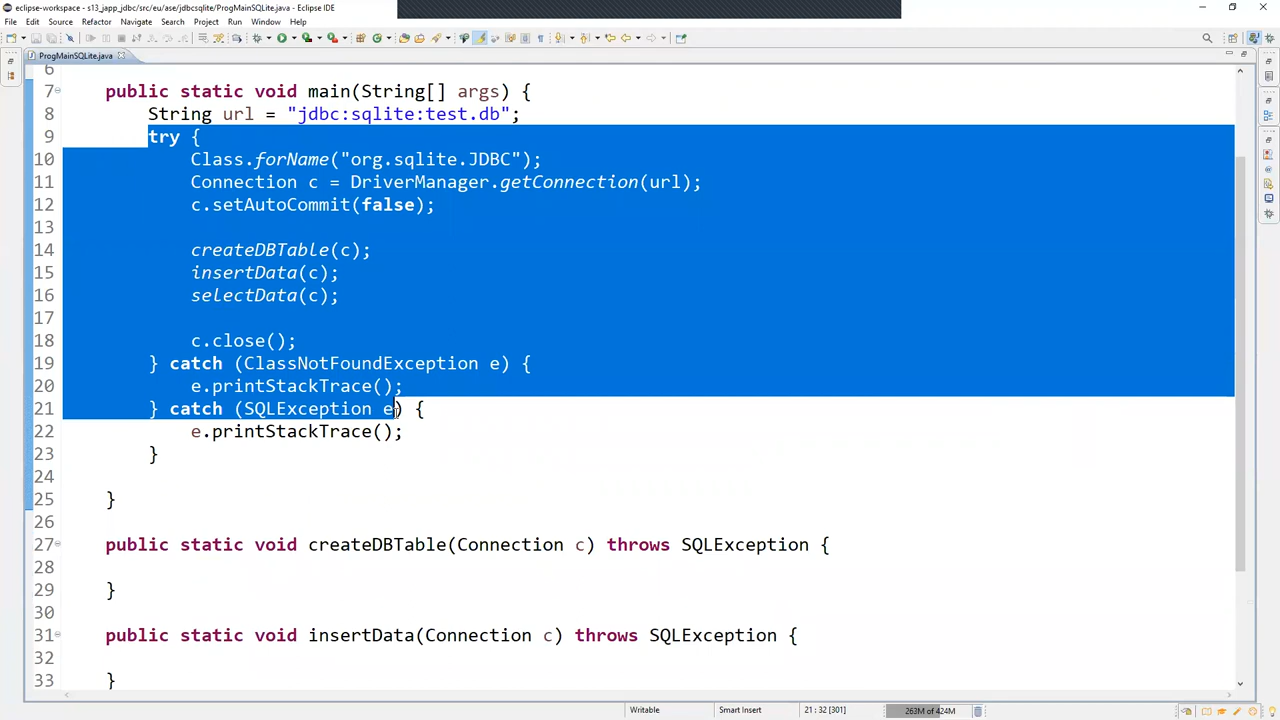 eclipse-workspace - s13_japp_jdbc/src/eu/ase/jdbcsqlite/ProgMainSQLite.java - Eclipse IDE
File Edit Source Refactor Navigate Search Project Run Window Help
ProgMainSQLite.java
6
7 public static void main(String[] args) {
8 String url = "jdbc:sqlite:test.db";
9 try {
10 Class.forName("org.sqlite.JDBC");
11 Connection c = DriverManager.getConnection(url);
12 c.setAutoCommit(false);
13
14 createDBTable(c);
15 insertData(c);
16 selectData(c);
17
18 c.close();
19 } catch (ClassNotFoundException e) {
20 e.printStackTrace();
21 } catch (SQLException e) {
22 e.printStackTrace();
23 }
24
25 }
26
27 public static void createDBTable(Connection c) throws SQLException {
28
29 }
30
31 public static void insertData(Connection c) throws SQLException {
32
33 }
Writable Smart Insert 21 : 32 [301] 263M of 424M